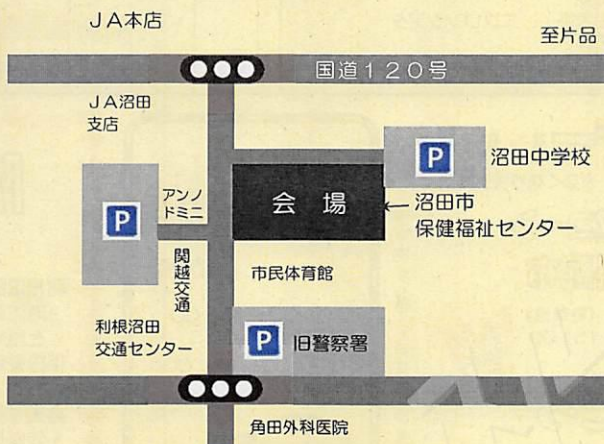 JA本店
至片品
国道120号
JA沼田
支店
P
沼田中学校
アンノ
ドミニ
会場
P
沼田市
保健福祉センター
関越交通
市民体育館
利根沼田
交通センター
P
旧警察署
角田外科医院